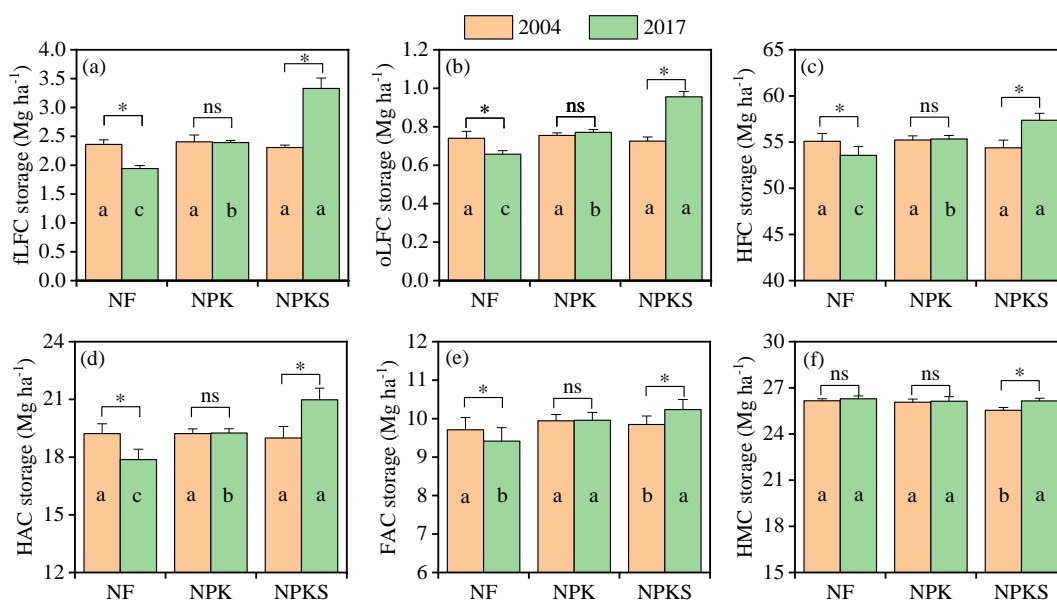 2004 2017
(a)
fLFC storage (Mg ha⁻¹)
4.0
3.5
3.0
2.5
2.0
1.5
1.0
0.5
0.0
* ns *
a c a b a a
NF NPK NPKS
(b)
oLFC storage (Mg ha⁻¹)
1.2
1.0
0.8
0.6
0.4
0.2
0.0
* ns *
a c a b a a
NF NPK NPKS
(c)
HFC storage (Mg ha⁻¹)
65
60
55
50
45
40
* ns *
a c a b a a
NF NPK NPKS
(d)
HAC storage (Mg ha⁻¹)
24
21
18
15
12
* ns *
a c a b a a
NF NPK NPKS
(e)
FAC storage (Mg ha⁻¹)
12
11
10
9
8
7
6
* ns *
a b a a b a
NF NPK NPKS
(f)
HMC storage (Mg ha⁻¹)
30
27
24
21
18
15
ns ns *
a a a a b a
NF NPK NPKS